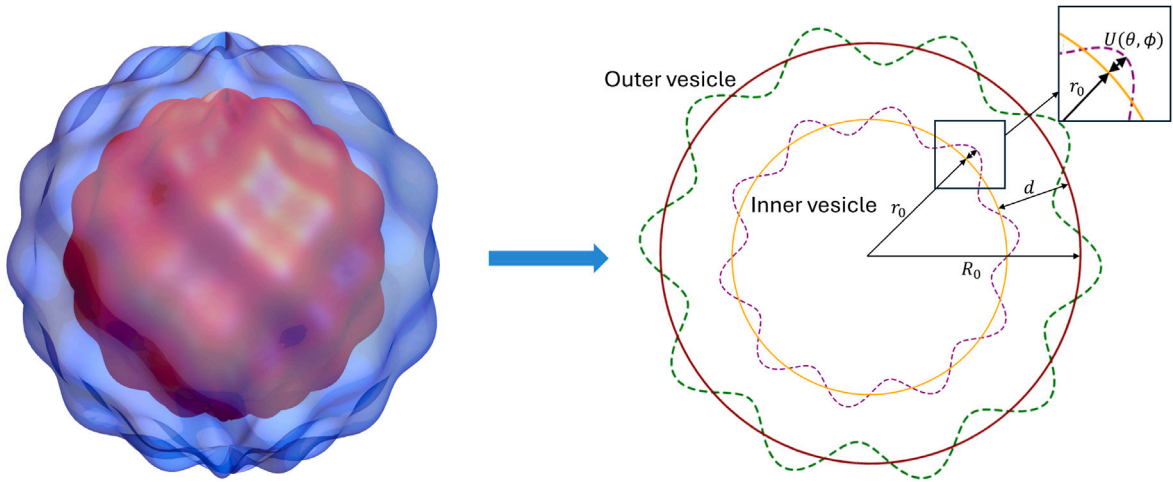 U(θ, ϕ)
r₀
Outer vesicle
d
Inner vesicle
r₀
R₀